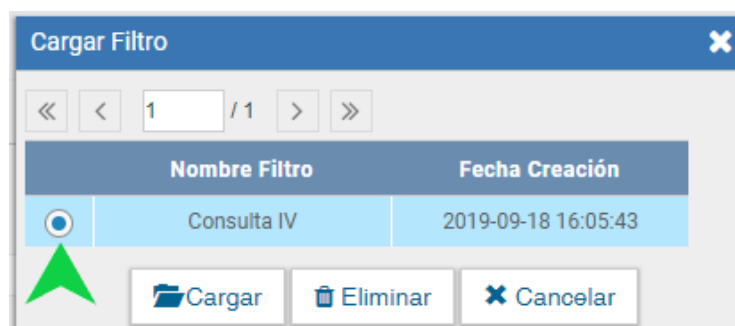 Cargar Filtro
1 / 1
Nombre Filtro Fecha Creación
Consulta IV 2019-09-18 16:05:43
Cargar Eliminar Cancelar